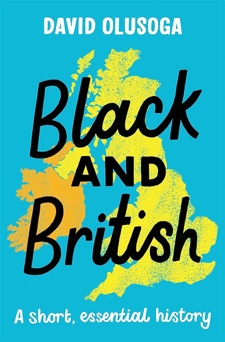 DAVID OLUSOGA
Black
AND
British
A short, essential history